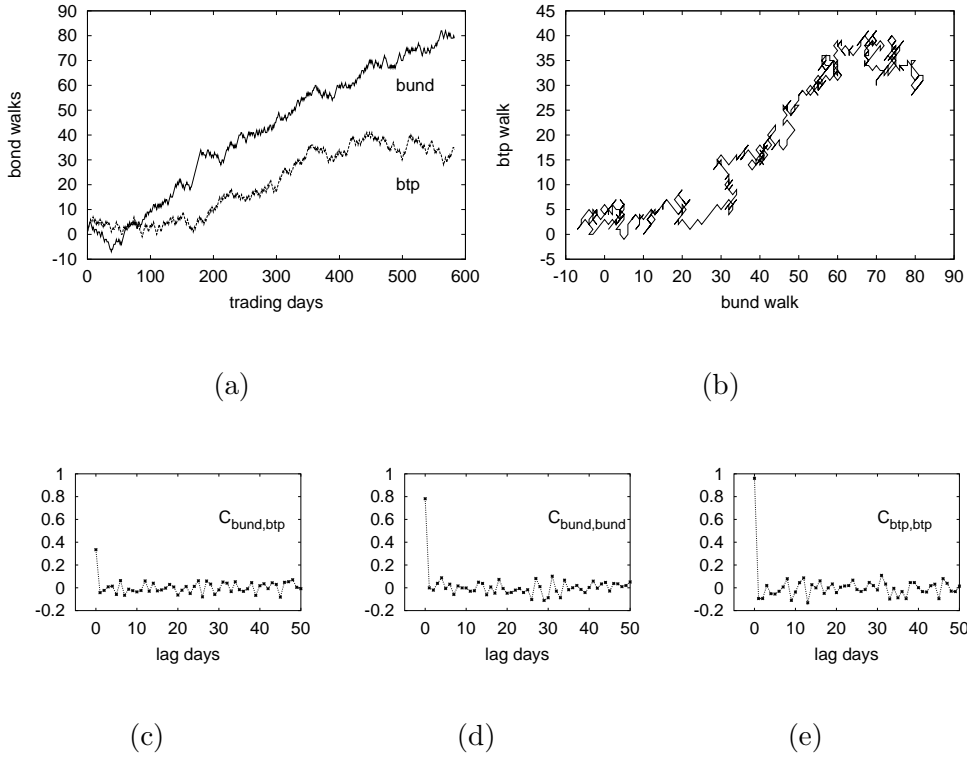 90
80
70
60
50
40
30
20
10
0
-10
bond walks
bund
btp
0 100 200 300 400 500 600
trading days
(a)
45
40
35
30
25
20
15
10
5
0
-5
btp walk
-10 0 10 20 30 40 50 60 70 80 90
bund walk
(b)
1
0.8
0.6
0.4
0.2
0
-0.2
C_bund,btp
0 10 20 30 40 50
lag days
(c)
1
0.8
0.6
0.4
0.2
0
-0.2
C_bund,bund
0 10 20 30 40 50
lag days
(d)
1
0.8
0.6
0.4
0.2
0
-0.2
C_btp,btp
0 10 20 30 40 50
lag days
(e)